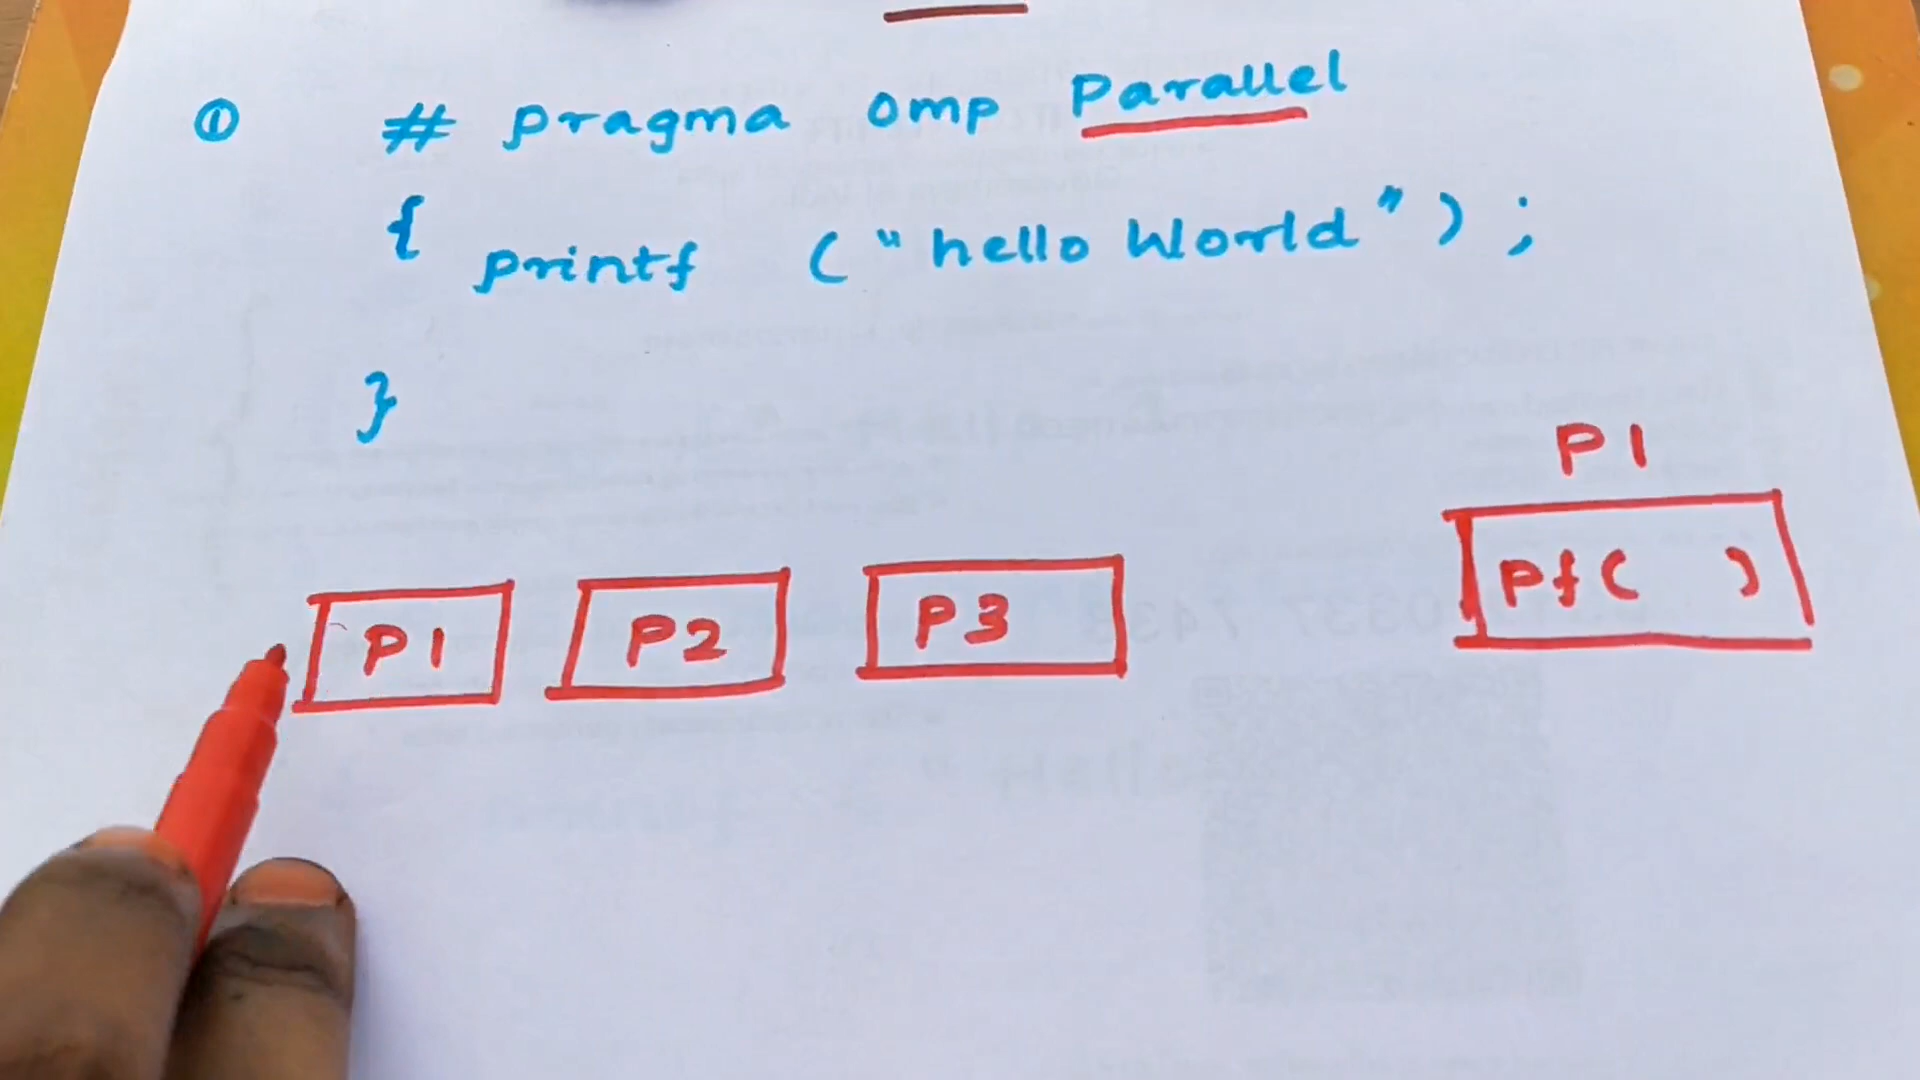 ① # pragma omp Parallel
{ printf ("hello World");
}
P1
P1 P2 P3 Pf( )